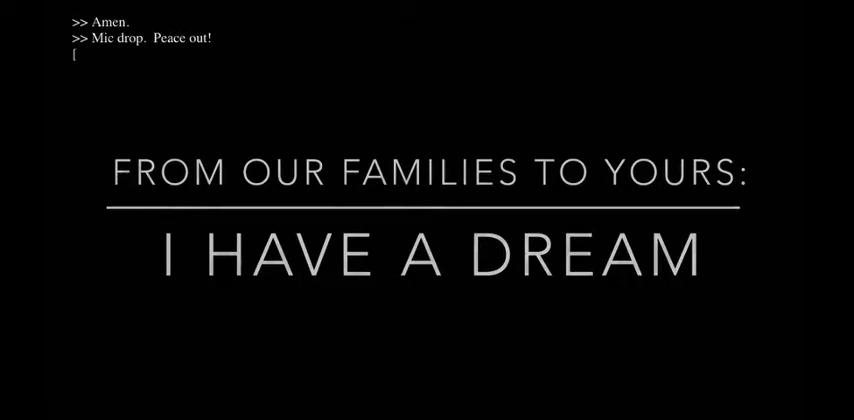 >> Amen.
>> Mic drop.  Peace out!
[
FROM OUR FAMILIES TO YOURS:
I HAVE A DREAM